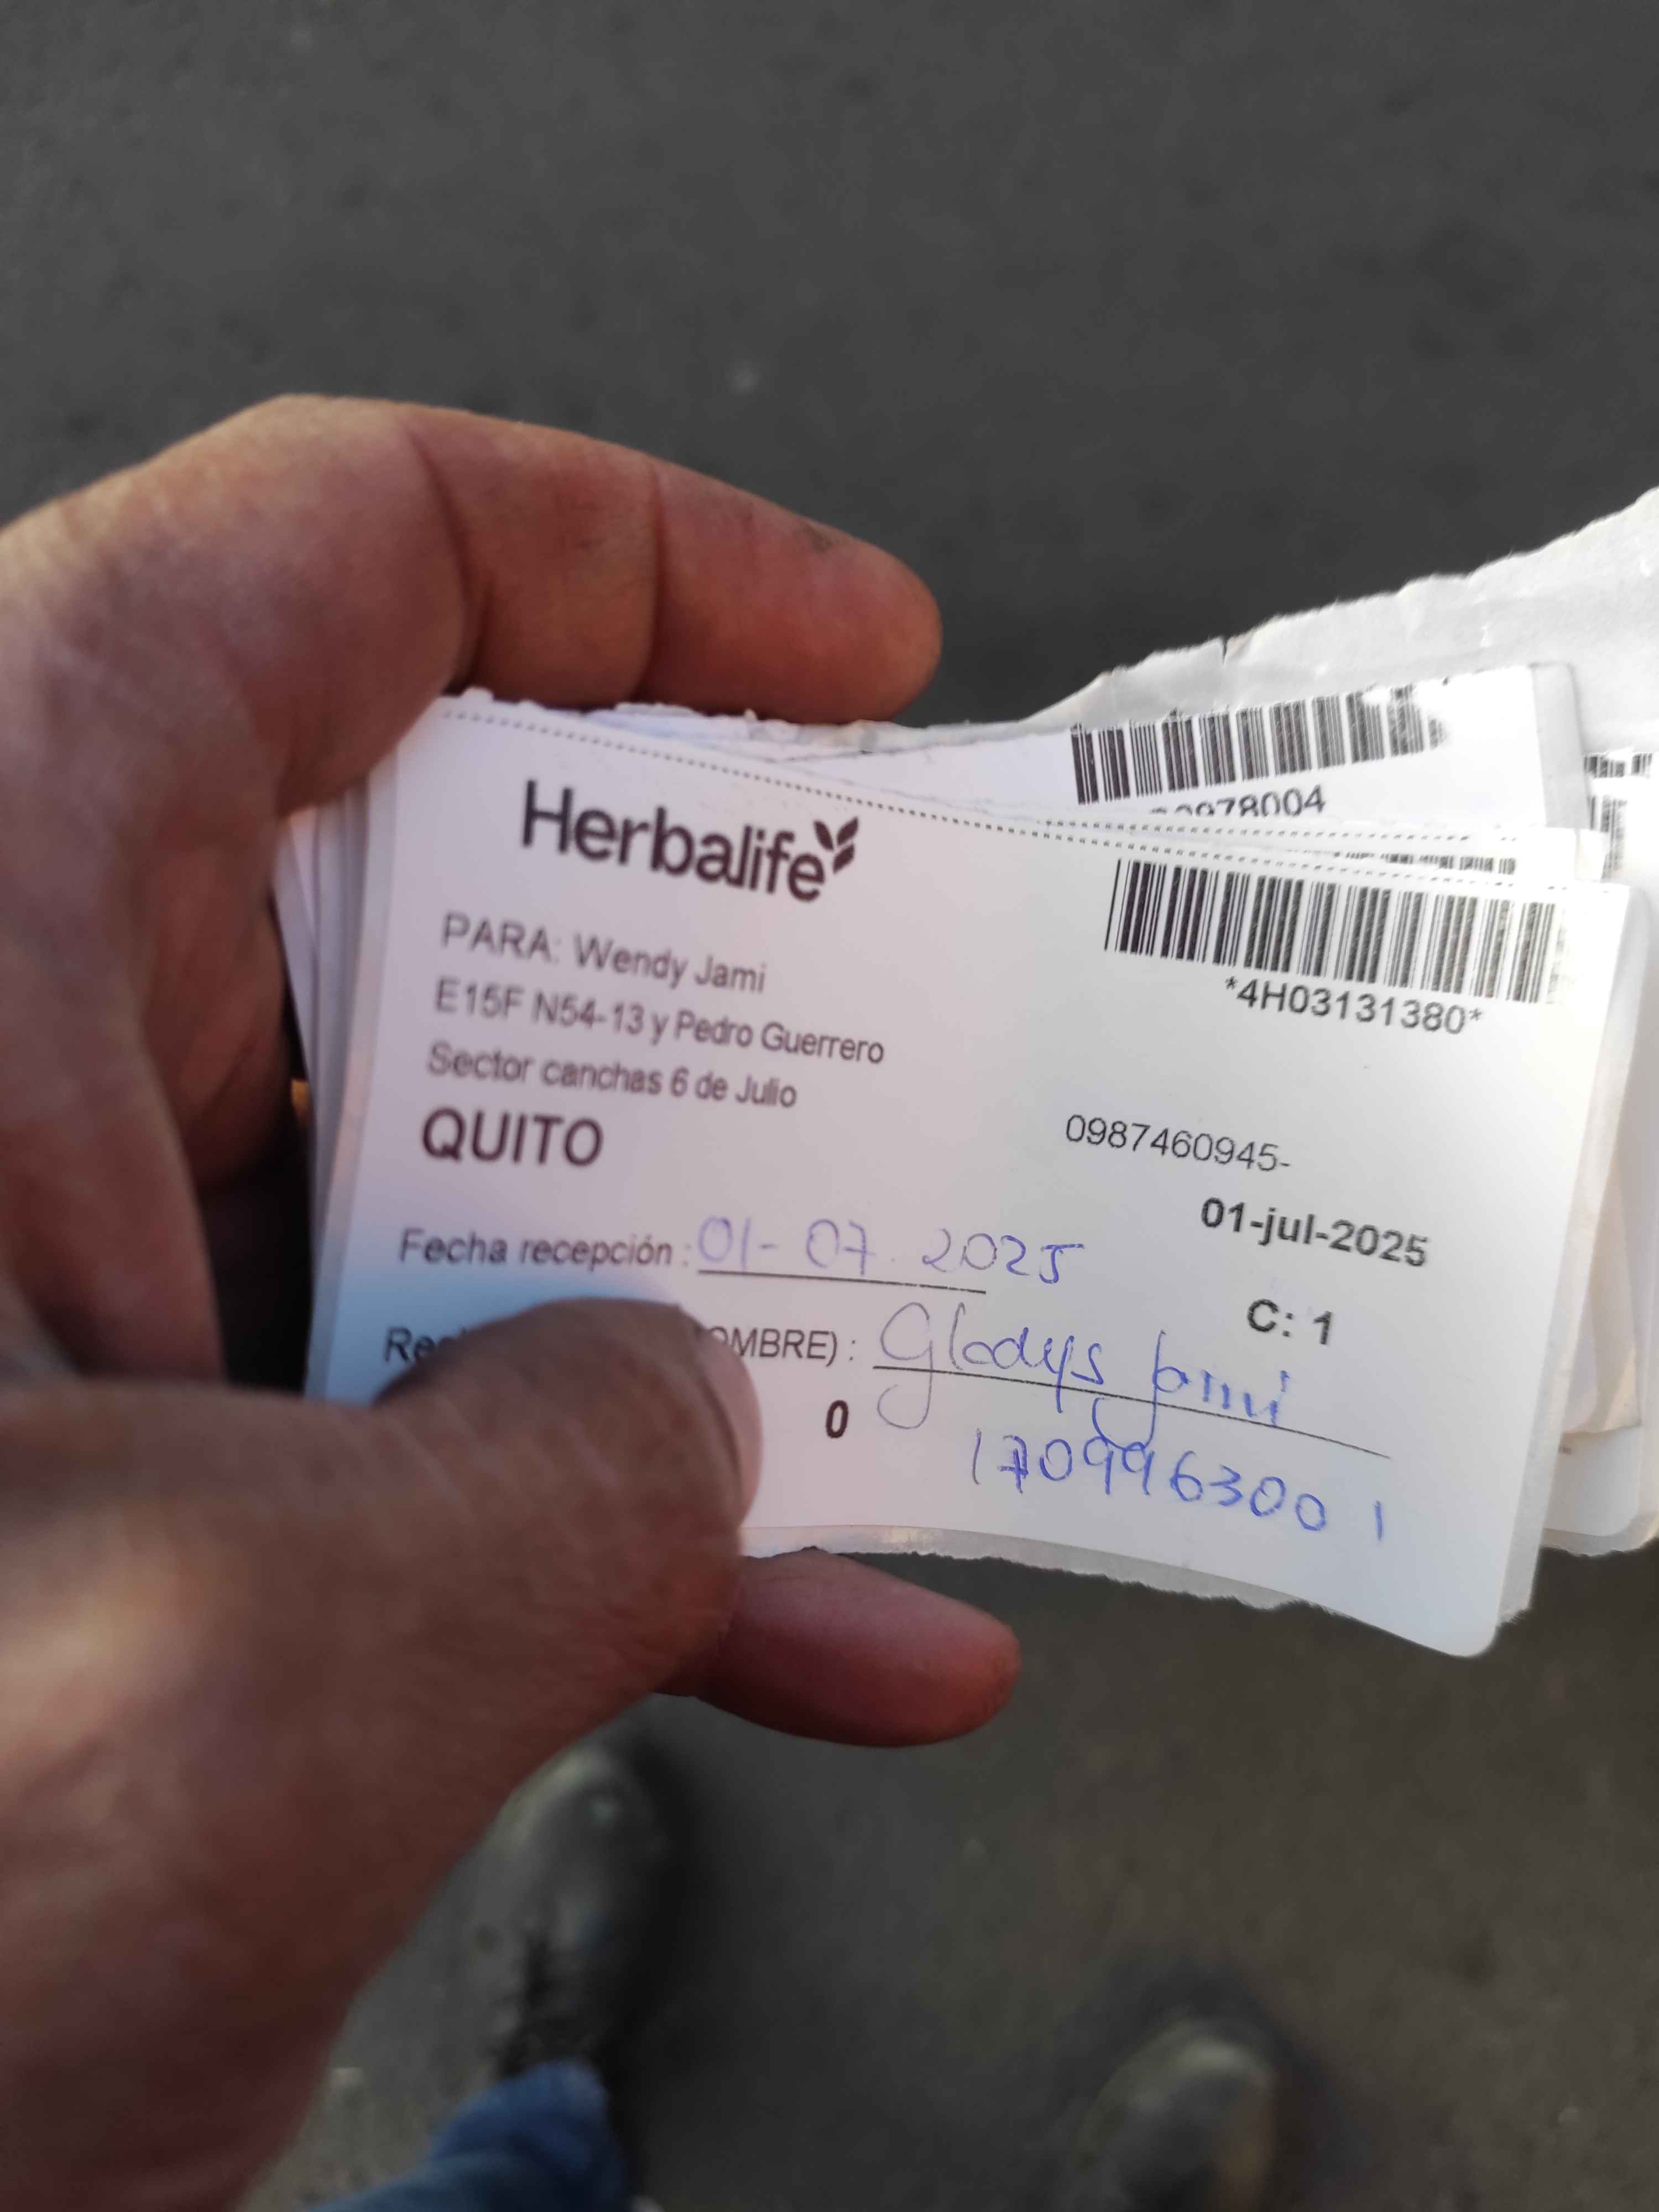 Herbalife
PARA: Wendy Jami
E15F N54-13 y Pedro Guerrero
Sector canchas 6 de Julio
QUITO
*4H03131380*
0987460945-
01-jul-2025
Fecha recepción : 01-07-2025
C: 1
OMBRE) : Gladys Jami
0
1709963001
978004